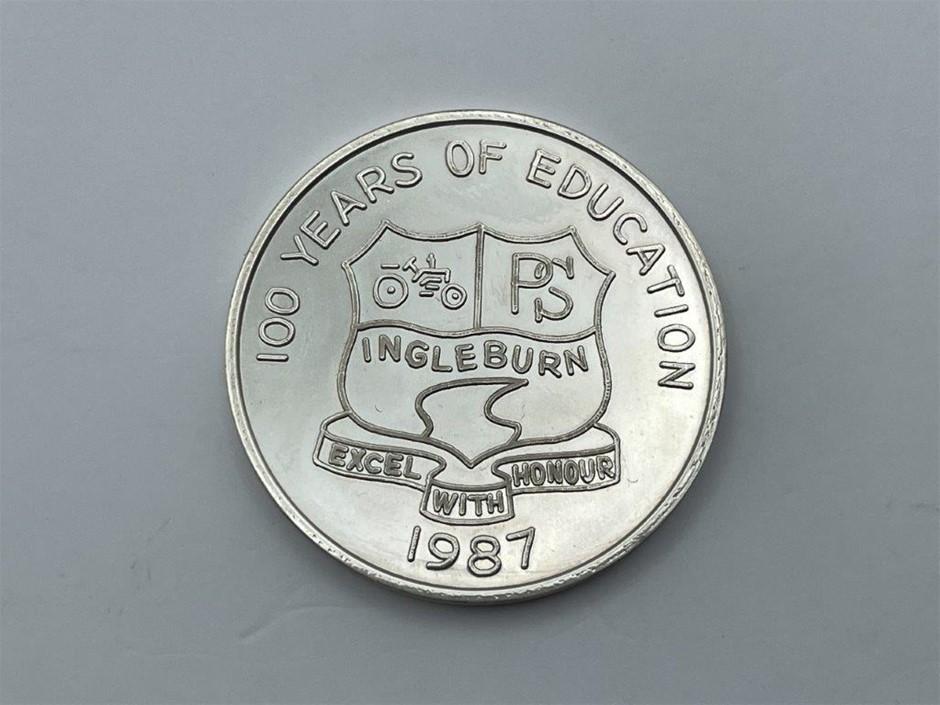 100 YEARS OF EDUCATION
PS
INGLEBURN
EXCEL WITH HONOUR
1987